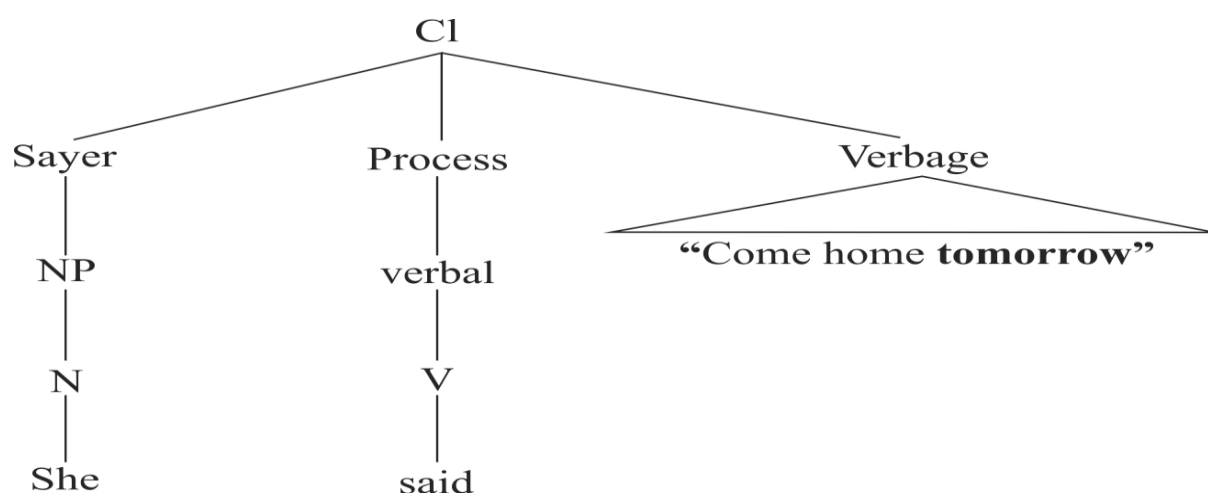 Cl
Sayer Process Verbage
"Come home tomorrow”
NP verbal
N V
She said